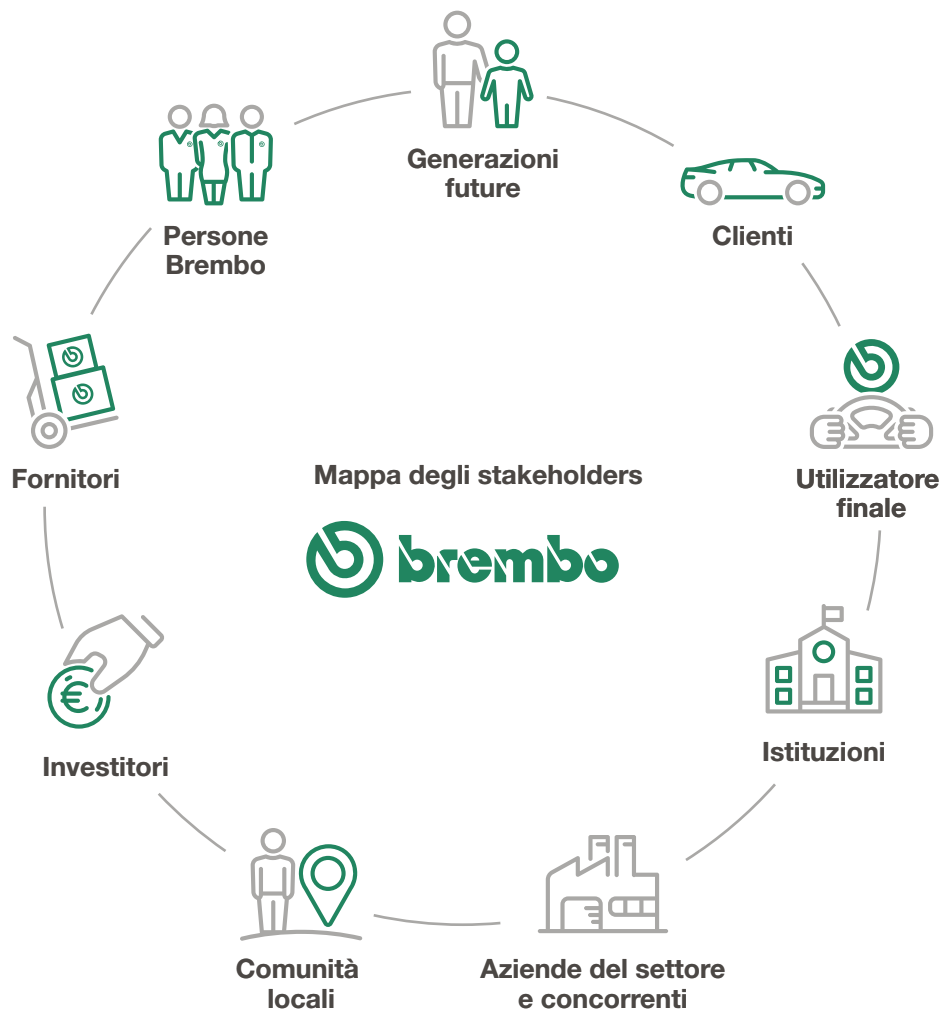 Generazioni
future
Persone
Brembo
Clienti
Fornitori
Mappa degli stakeholders
brembo
Utilizzatore
finale
Investitori
Istituzioni
Comunità
locali
Aziende del settore
e concorrenti